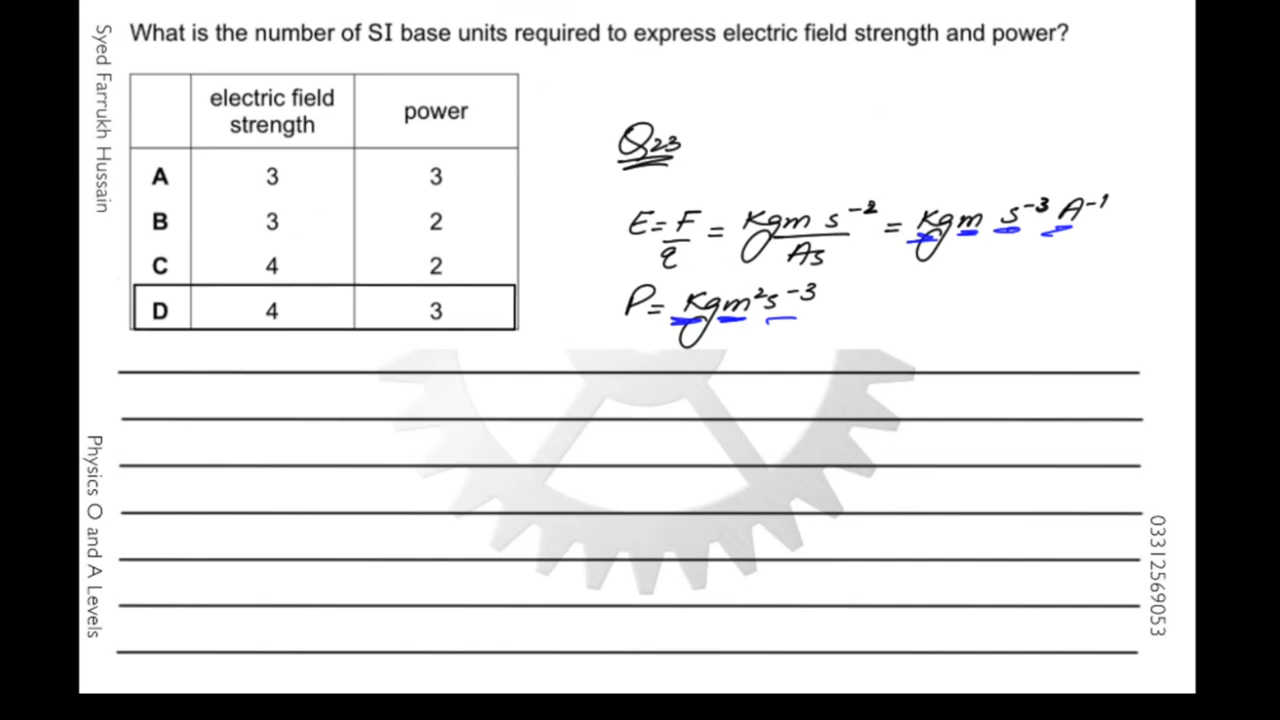 Syed Farrukh Hussain
What is the number of SI base units required to express electric field strength and power?
electric field strength power
A 3 3
B 3 2
C 4 2
D 4 3
Q23
E = F/q = Kgm s⁻²/As = Kgm s⁻³ A⁻¹
P = Kgm²s⁻³
Physics O and A Levels
03312569053